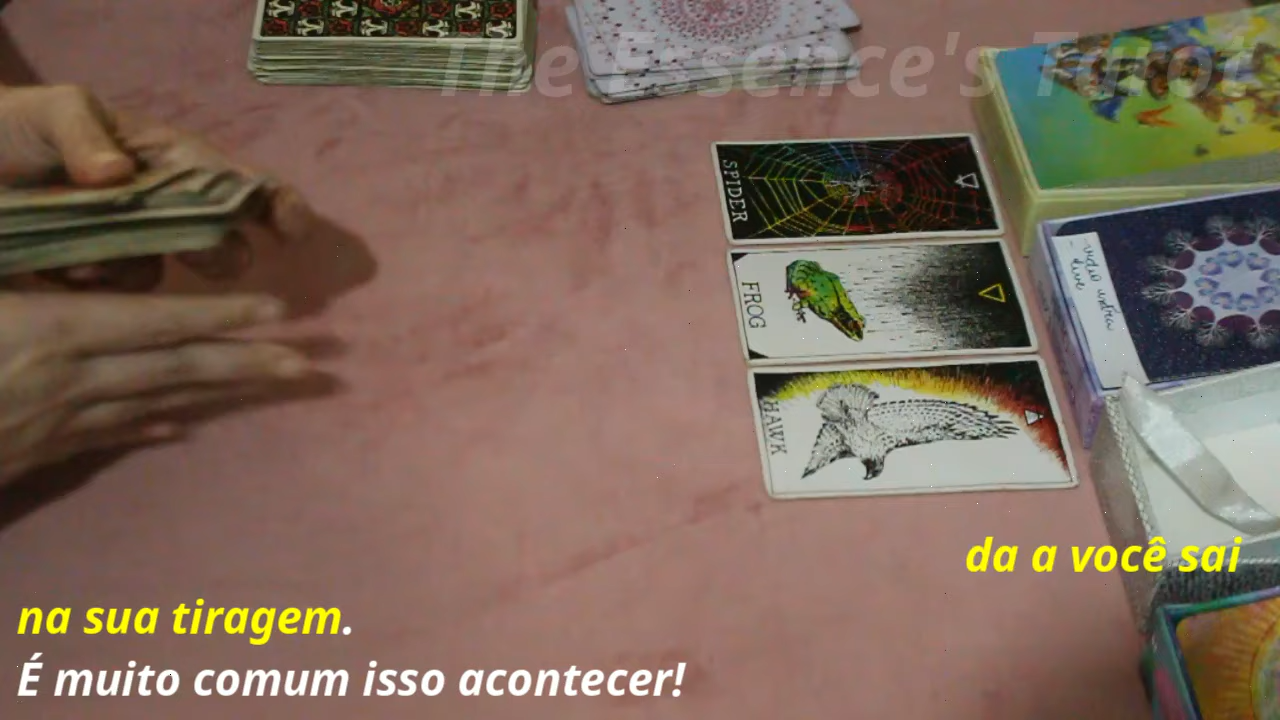 The Essence's Tarot
SPIDER
FROG
HAWK
da a você sai
na sua tiragem.
É muito comum isso acontecer!